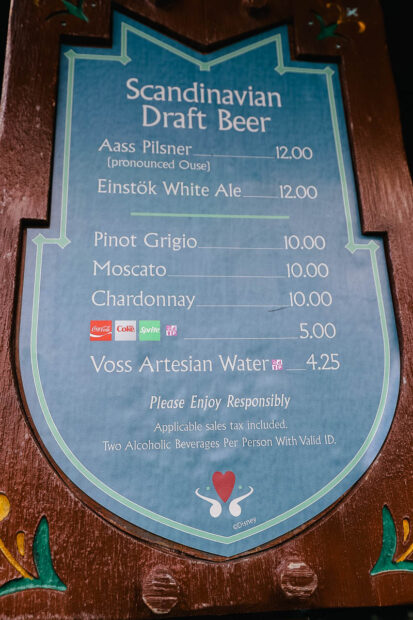 Scandinavian
Draft Beer
Aass Pilsner 12.00
(pronounced Ouse)
Einstök White Ale 12.00
Pinot Grigio 10.00
Moscato 10.00
Chardonnay 10.00
Coca-Cola Coke Sprite 5.00
Voss Artesian Water 4.25
Please Enjoy Responsibly
Applicable sales tax included.
Two Alcoholic Beverages Per Person With Valid ID.
©Disney